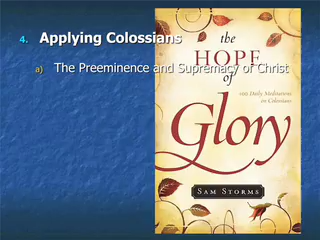 4. Applying Colossians
a) The Preeminence and Supremacy of Christ
the
HOPE
of
Glory
100 Daily Meditations
on Colossians
SAM STORMS